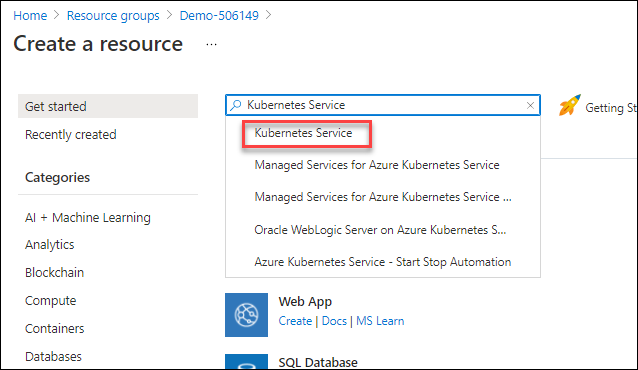 Home > Resource groups > Demo-506149 >
Create a resource ...
Get started
Recently created
Categories
AI + Machine Learning
Analytics
Blockchain
Compute
Containers
Databases
Kubernetes Service
Kubernetes Service
Managed Services for Azure Kubernetes Service
Managed Services for Azure Kubernetes Service ...
Oracle WebLogic Server on Azure Kubernetes S...
Azure Kubernetes Service - Start Stop Automation
Getting St
Web App
Create | Docs | MS Learn
SQL Database